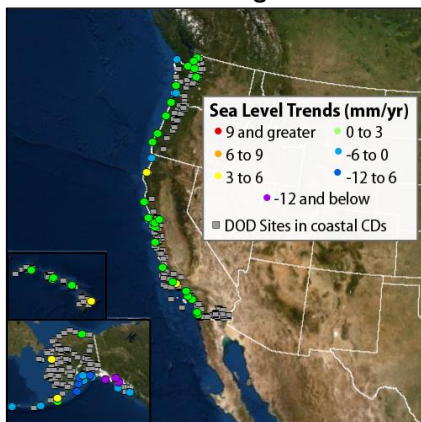 Sea Level Trends (mm/yr)
9 and greater 0 to 3
6 to 9 -6 to 0
3 to 6 -12 to 6
-12 and below
DOD Sites in coastal CDs